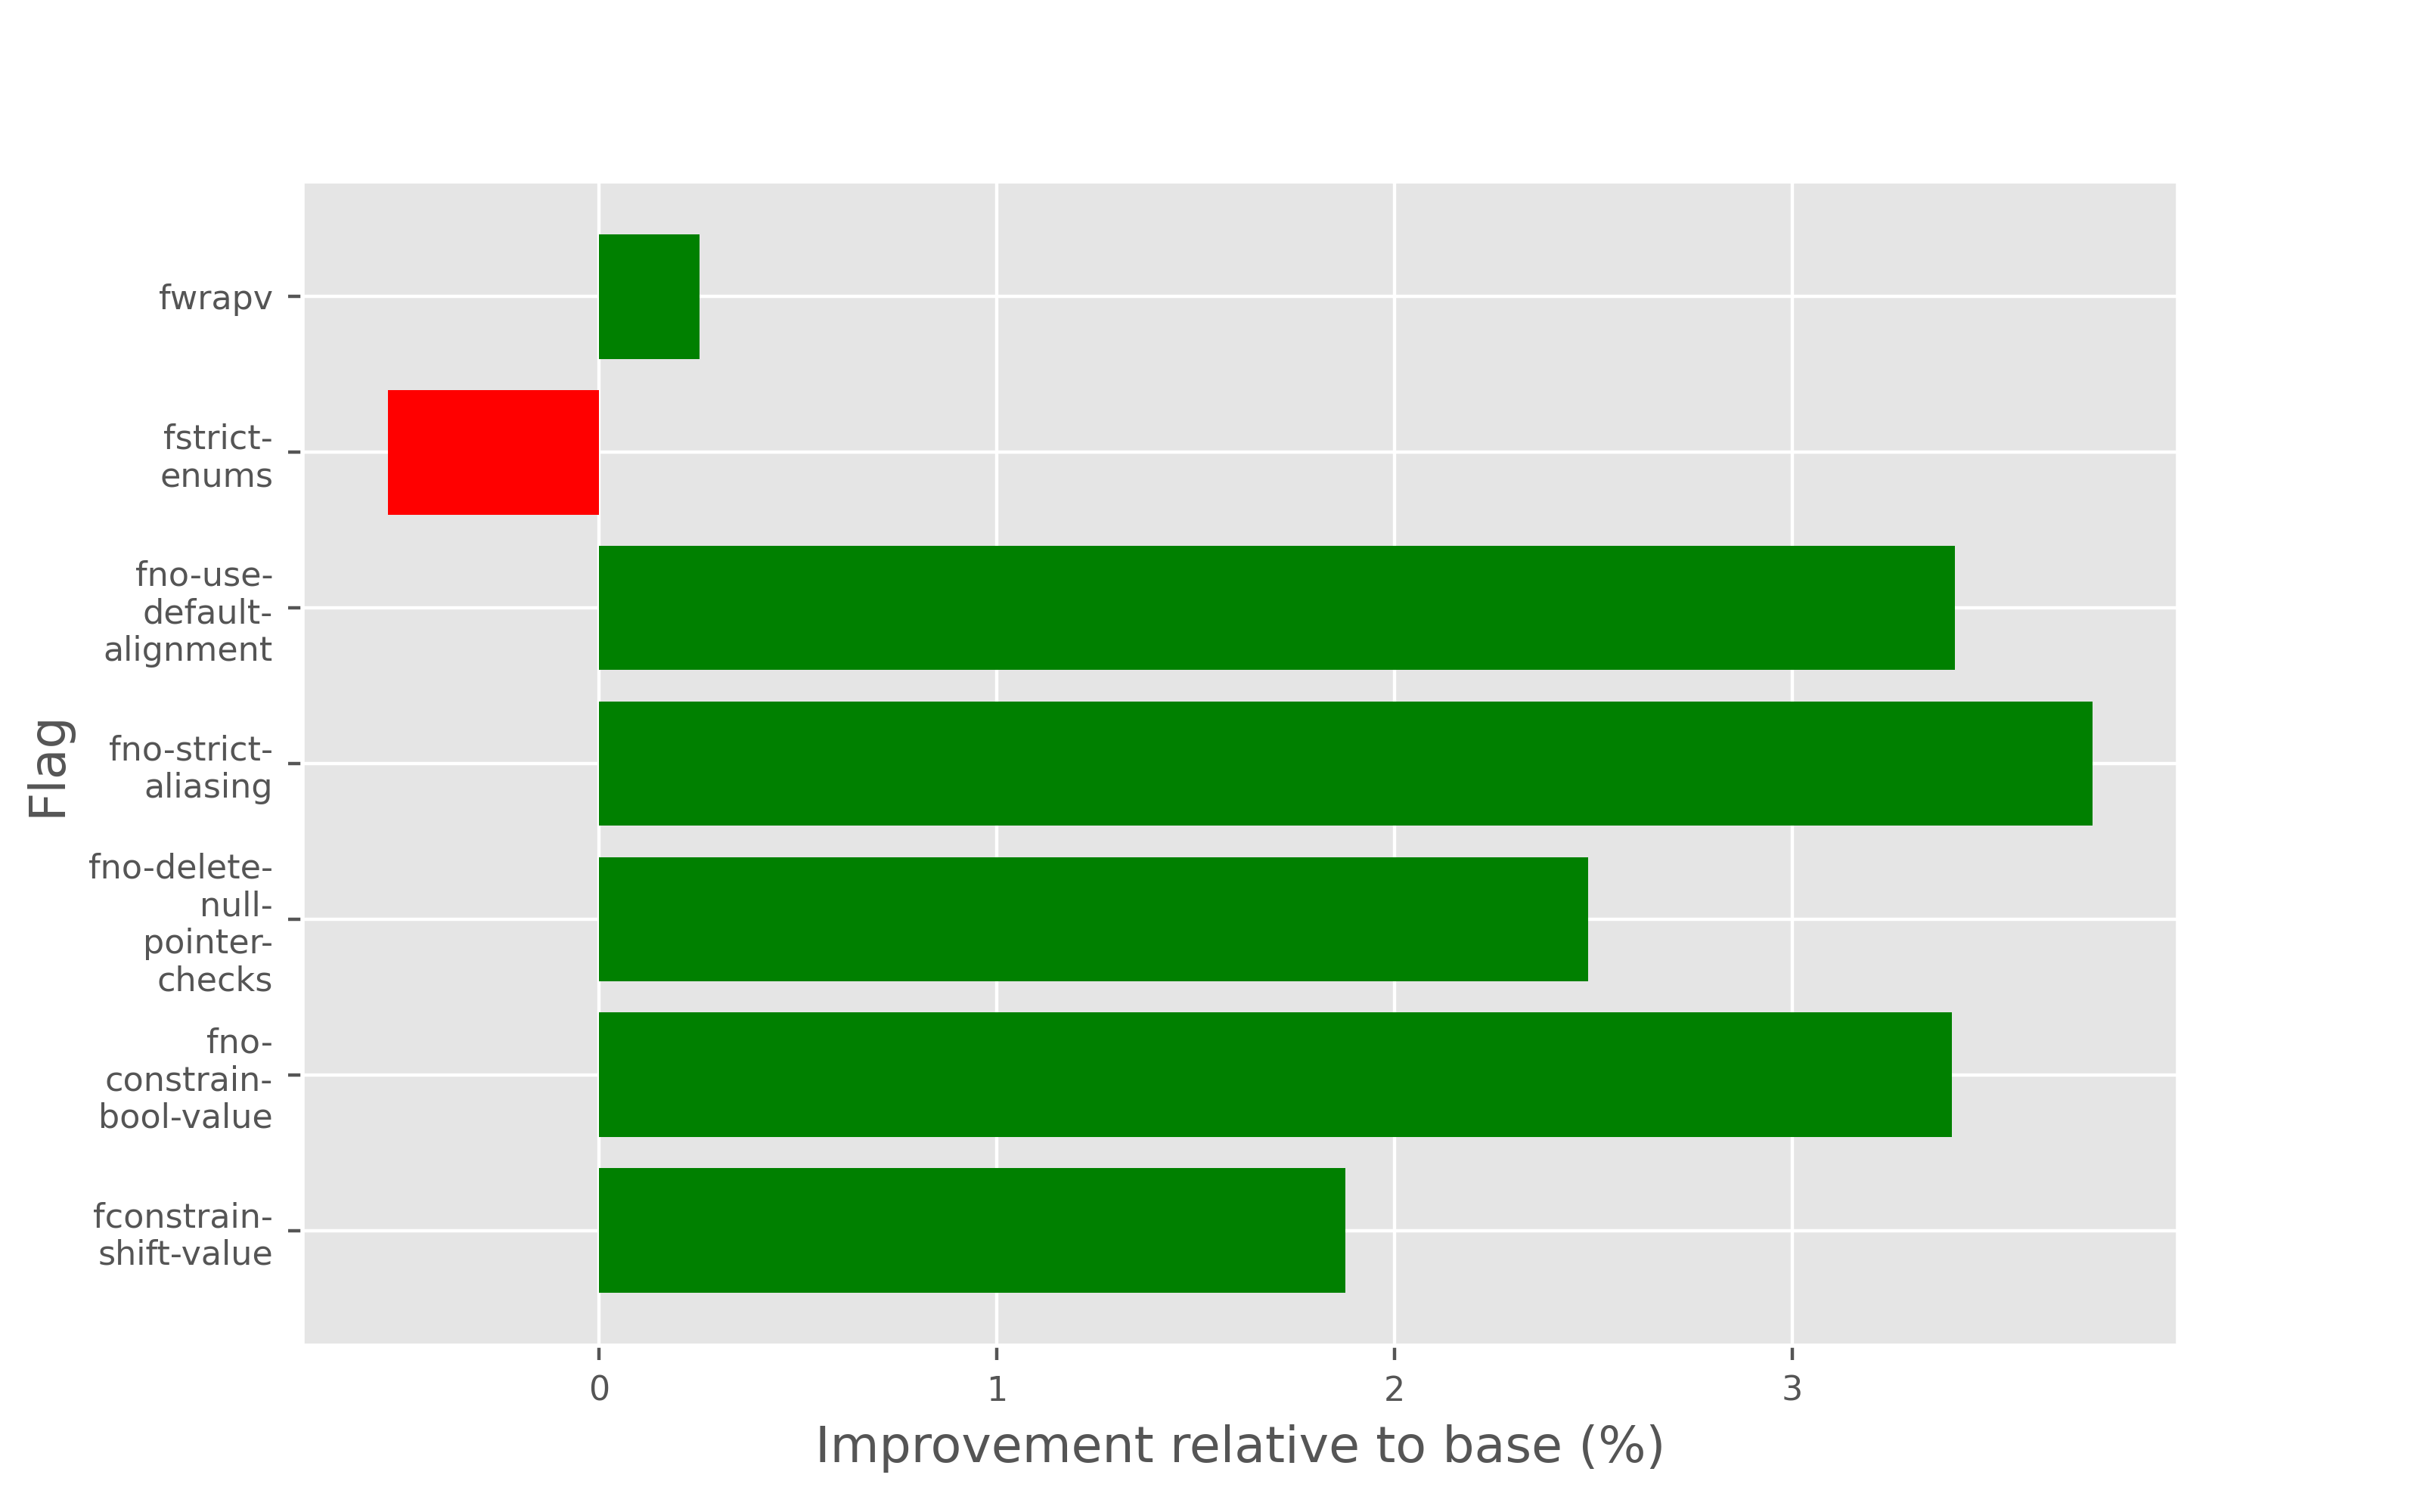 fwrapv
fstrict-
enums
fno-use-
default-
alignment
fno-strict-
aliasing
fno-delete-
null-
pointer-
checks
fno-
constrain-
bool-value
fconstrain-
shift-value
Flag
0 1 2 3
Improvement relative to base (%)